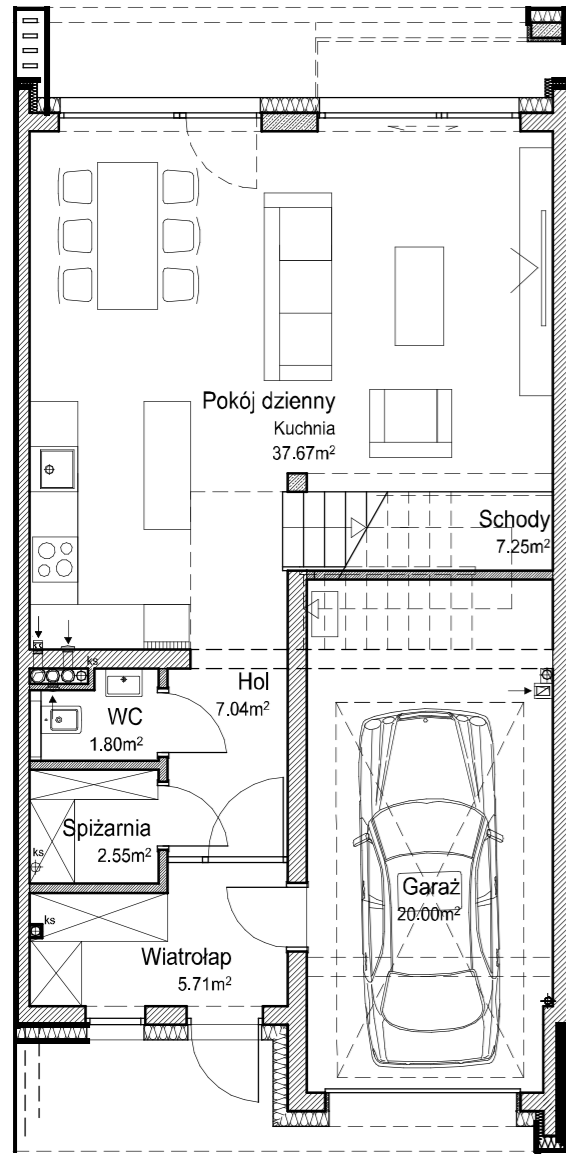 Pokój dzienny
Kuchnia
37.67m²
Schody
7.25m²
ks
Hol
7.04m²
WC
1.80m²
Spiżarnia
2.55m²
ks
Garaż
20.00m²
ks
Wiatrołap
5.71m²